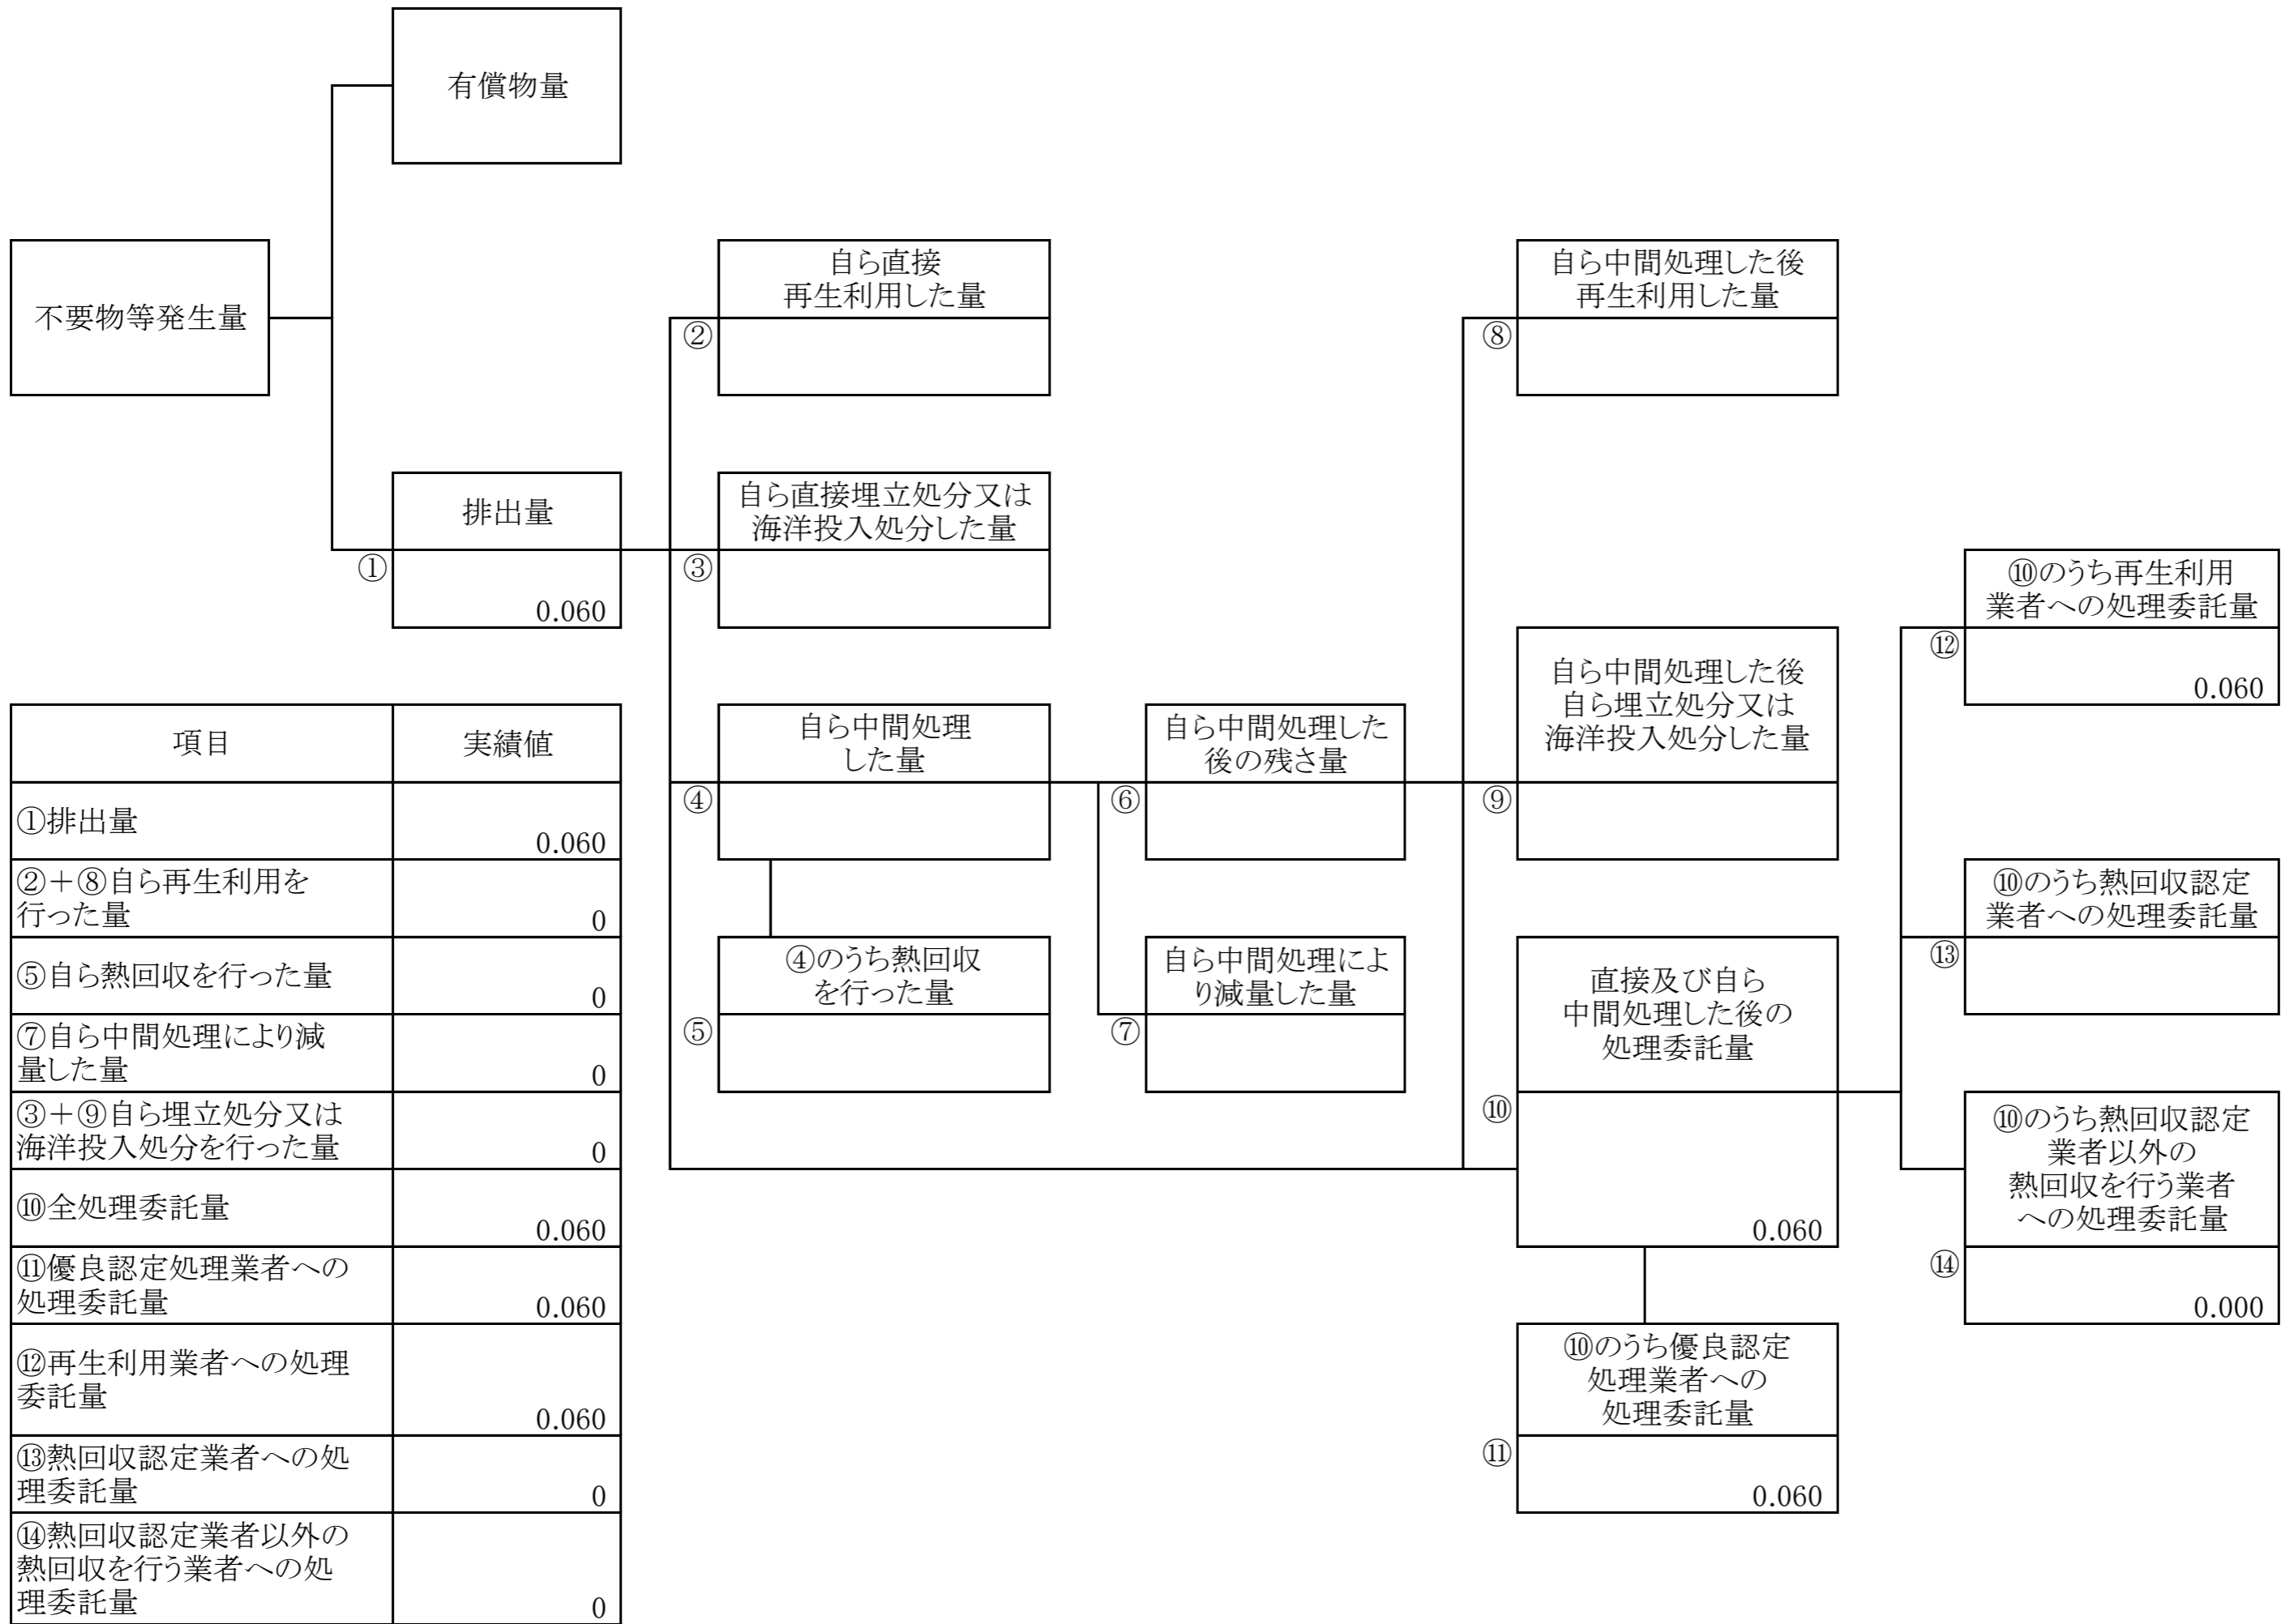 有償物量
不要物等発生量
自ら直接
再生利用した量
②
自ら中間処理した後
再生利用した量
⑧
排出量
①
0.060
自ら直接埋立処分又は
海洋投入処分した量
③
⑩のうち再生利用
業者への処理委託量
⑫
0.060
自ら中間処理
した量
④
自ら中間処理した
後の残さ量
⑥
自ら中間処理した後
自ら埋立処分又は
海洋投入処分した量
⑨
⑩のうち熱回収認定
業者への処理委託量
⑬
④のうち熱回収
を行った量
⑤
自ら中間処理によ
り減量した量
⑦
直接及び自ら
中間処理した後の
処理委託量
⑩
0.060
⑩のうち熱回収認定
業者以外の
熱回収を行う業者
への処理委託量
⑭
0.000
⑩のうち優良認定
処理業者への
処理委託量
⑪
0.060
項目 実績値
①排出量
0.060
②+⑧自ら再生利用を
行った量
0
⑤自ら熱回収を行った量
0
⑦自ら中間処理により減
量した量
0
③+⑨自ら埋立処分又は
海洋投入処分を行った量
0
⑩全処理委託量
0.060
⑪優良認定処理業者への
処理委託量
0.060
⑫再生利用業者への処理
委託量
0.060
⑬熱回収認定業者への処
理委託量
0
⑭熱回収認定業者以外の
熱回収を行う業者への処
理委託量
0